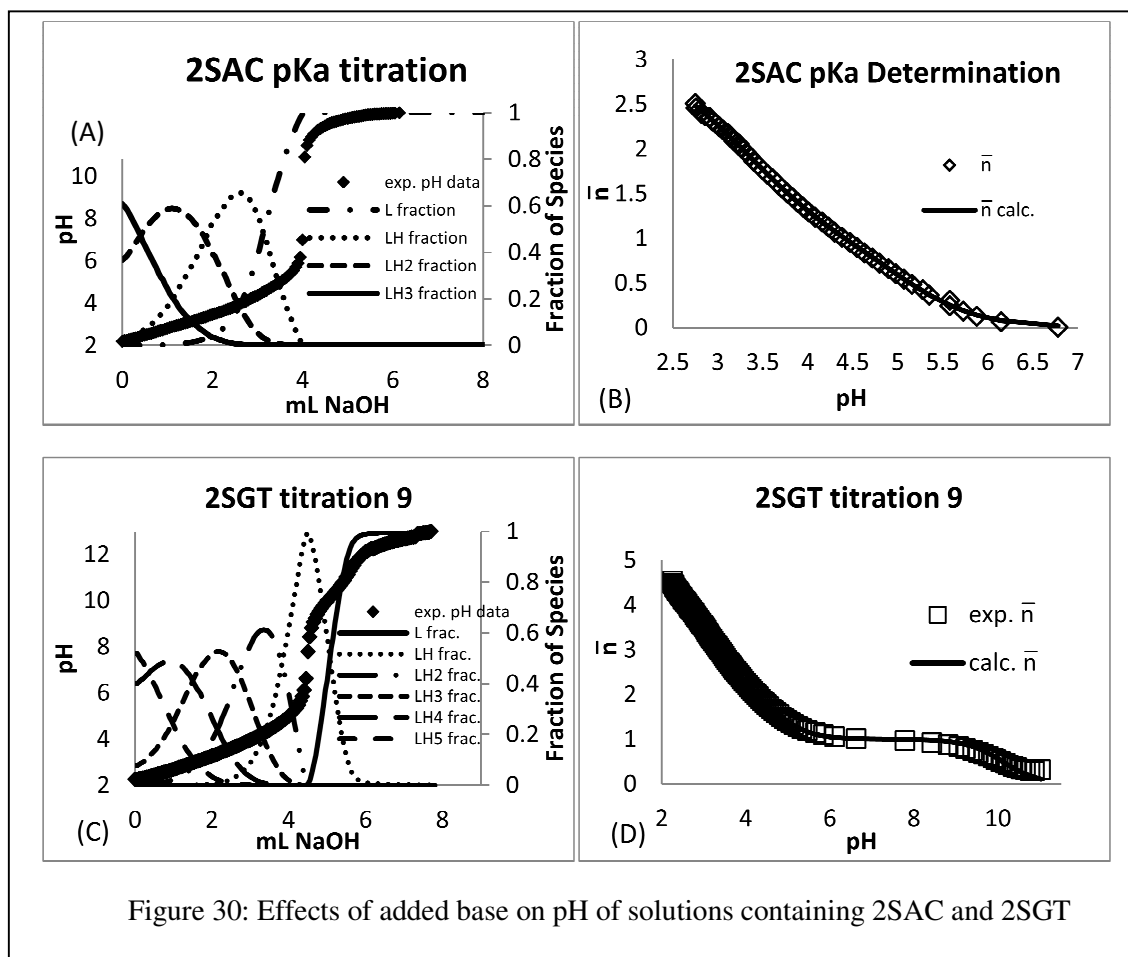 2SAC pKa titration
(A)
pH
10
8
6
4
2
0
2
4
6
8
mL NaOH
1
0.8
0.6
0.4
0.2
0
Fraction of Species
exp. pH data
L fraction
LH fraction
LH2 fraction
LH3 fraction
2SAC pKa Determination
n̅
3
2.5
2
1.5
1
0.5
0
2.5 3 3.5 4 4.5 5 5.5 6 6.5 7
pH
(B)
n̅
n̅ calc.
2SGT titration 9
pH
12
10
8
6
4
2
0
2
4
6
8
mL NaOH
(C)
1
0.8
0.6
0.4
0.2
0
Fraction of Species
exp. pH data
L frac.
LH frac.
LH2 frac.
LH3 frac.
LH4 frac.
LH5 frac.
2SGT titration 9
n̅
5
4
3
2
1
0
2 4 6 8 10
pH
(D)
exp. n̅
calc. n̅
Figure 30: Effects of added base on pH of solutions containing 2SAC and 2SGT